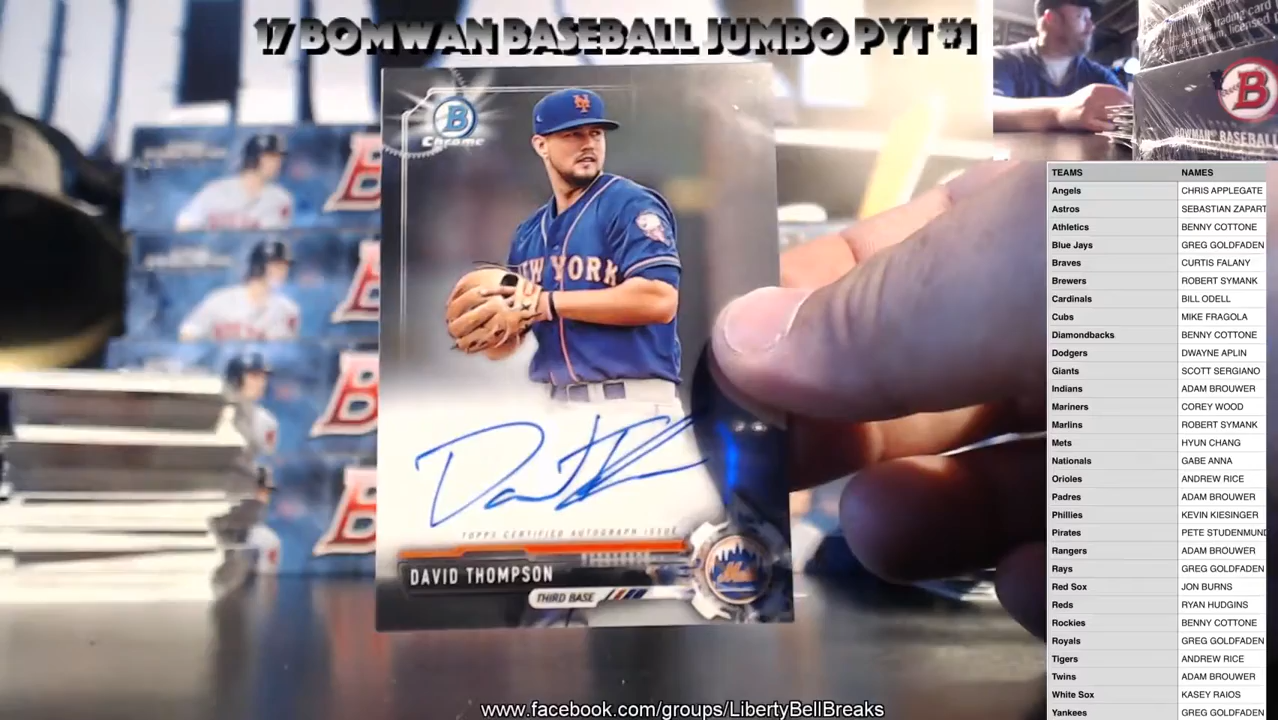 17 BOMWAN BASEBALL JUMBO PYT #1
B
Chrome
NEW YORK
TOPPS CERTIFIED AUTOGRAPH ISSUE
DAVID THOMPSON
THIRD BASE
Mets
B
BOWMAN BASEBALL
TEAMS NAMES
Angels CHRIS APPLEGATE
Astros SEBASTIAN ZAPART
Athletics BENNY COTTONE
Blue Jays GREG GOLDFADEN
Braves CURTIS FALANY
Brewers ROBERT SYMANK
Cardinals BILL ODELL
Cubs MIKE FRAGOLA
Diamondbacks BENNY COTTONE
Dodgers DWAYNE APLIN
Giants SCOTT SERGIANO
Indians ADAM BROUWER
Mariners COREY WOOD
Marlins ROBERT SYMANK
Mets HYUN CHANG
Nationals GABE ANNA
Orioles ANDREW RICE
Padres ADAM BROUWER
Phillies KEVIN KIESINGER
Pirates PETE STUDENMUND
Rangers ADAM BROUWER
Rays GREG GOLDFADEN
Red Sox JON BURNS
Reds RYAN HUDGINS
Rockies BENNY COTTONE
Royals GREG GOLDFADEN
Tigers ANDREW RICE
Twins ADAM BROUWER
White Sox KASEY RAIOS
Yankees GREG GOLDFADEN
www.facebook.com/groups/LibertyBellBreaks